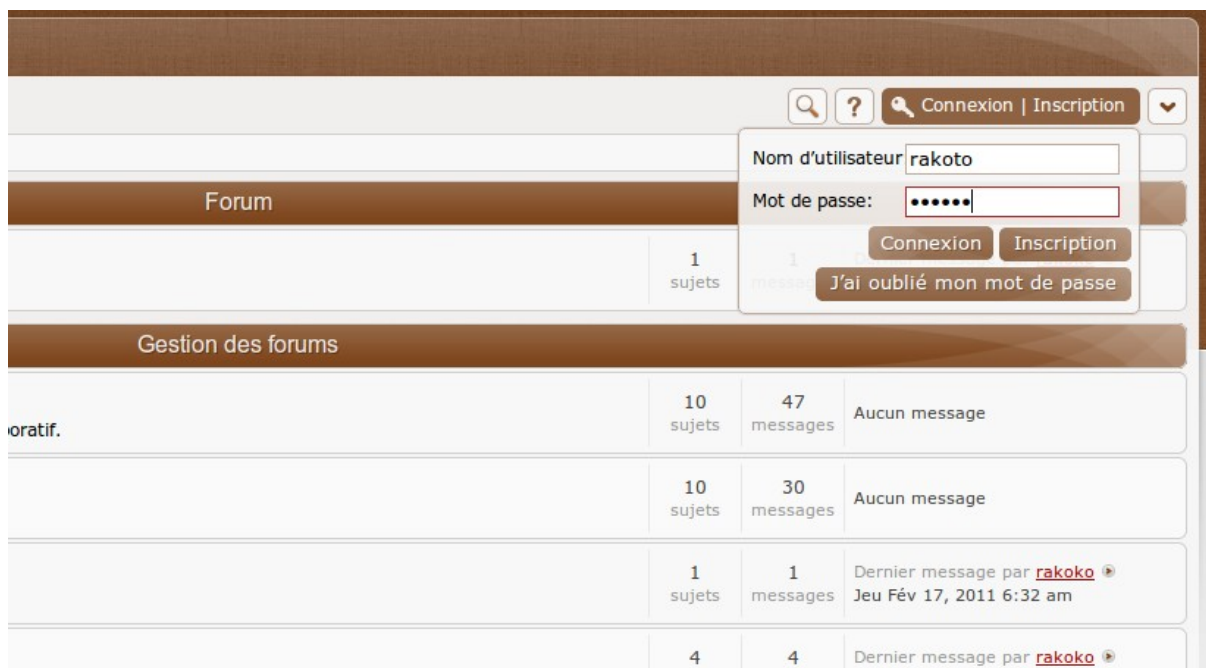 Connexion | Inscription
Nom d'utilisateur rakoto
Mot de passe: ••••••
Connexion Inscription
J'ai oublié mon mot de passe
Forum
1
sujets
Gestion des forums
10 47 Aucun message
sujets messages
oratif.
10 30 Aucun message
sujets messages
1 1 Dernier message par rakoko
sujets messages Jeu Fév 17, 2011 6:32 am
4 4 Dernier message par rakoko